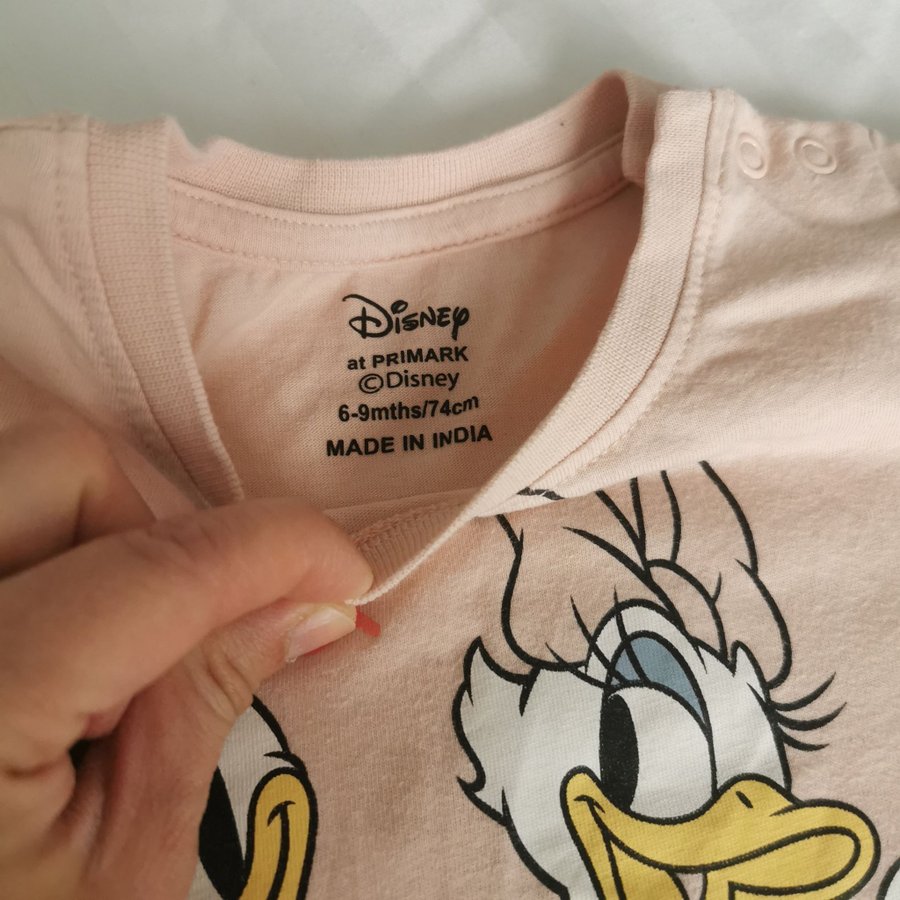 Disney
at PRIMARK
©Disney
6-9mths/74cm
MADE IN INDIA